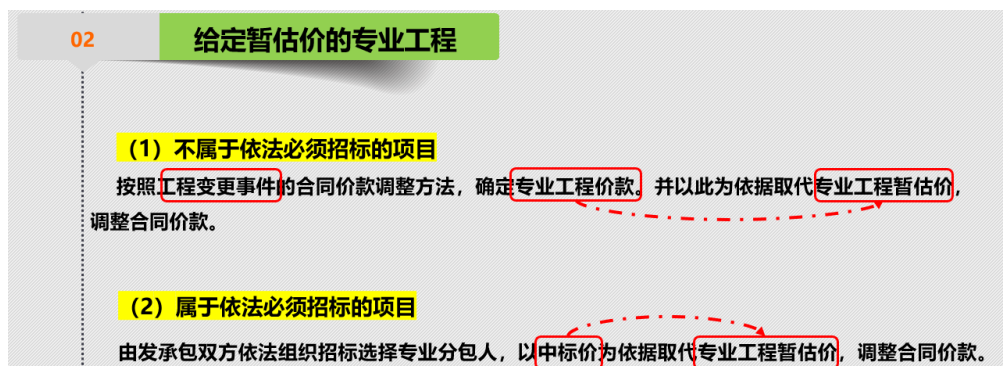 02
给定暂估价的专业工程
（1）不属于依法必须招标的项目
按照工程变更事件的合同价款调整方法，确定专业工程价款。并以此为依据取代专业工程暂估价，
调整合同价款。
（2）属于依法必须招标的项目
由发承包双方依法组织招标选择专业分包人，以中标价为依据取代专业工程暂估价，调整合同价款。